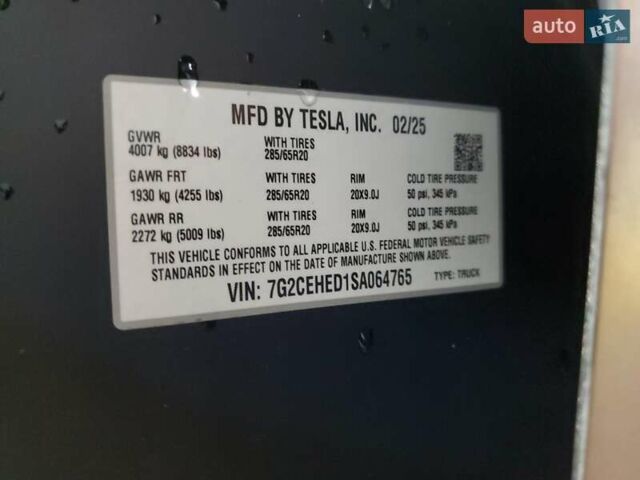 auto RIA.com
MFD BY TESLA, INC. 02/25
GVWR WITH TIRES
4007 kg (8834 lbs) 285/65R20
GAWR FRT WITH TIRES RIM COLD TIRE PRESSURE
1930 kg (4255 lbs) 285/65R20 20X9.0J 50 psi, 345 kPa
GAWR RR WITH TIRES RIM COLD TIRE PRESSURE
2272 kg (5009 lbs) 285/65R20 20X9.0J 50 psi, 345 kPa
THIS VEHICLE CONFORMS TO ALL APPLICABLE U.S. FEDERAL MOTOR VEHICLE SAFETY
STANDARDS IN EFFECT ON THE DATE OF MANUFACTURE SHOWN ABOVE.
VIN: 7G2CEHED1SA064765 TYPE: TRUCK